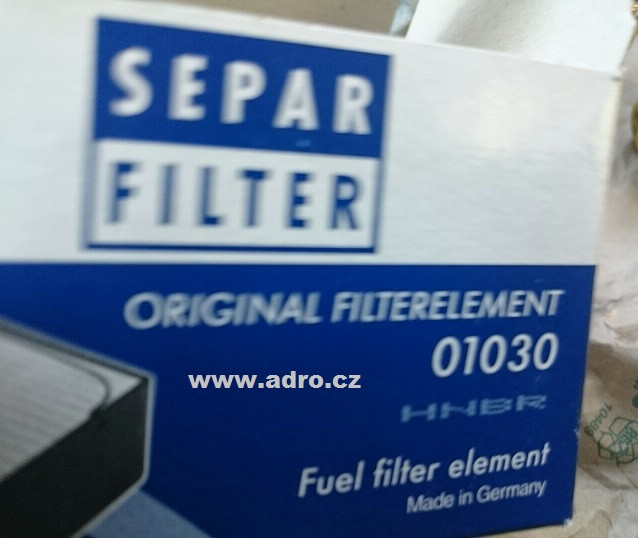 SEPAR
FILTER
ORIGINAL FILTERELEMENT
01030
www.adro.cz
HNBR
Fuel filter element
Made in Germany